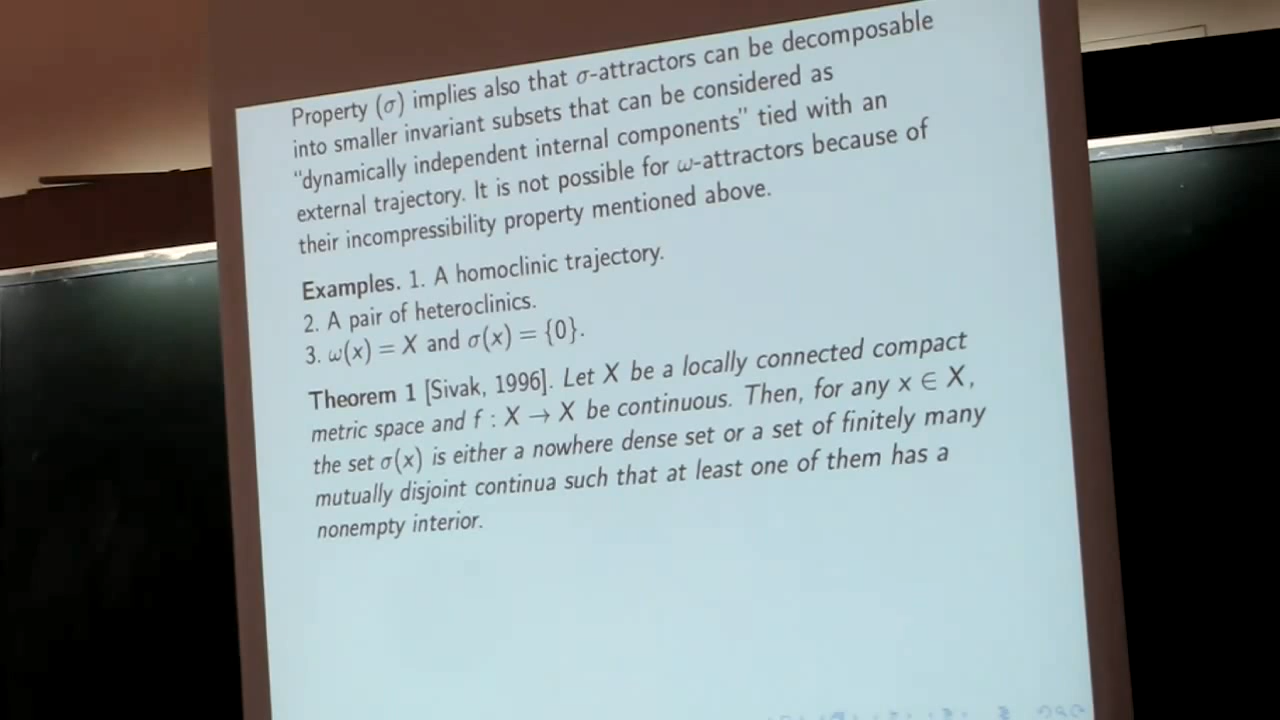 Property (σ) implies also that σ-attractors can be decomposable
into smaller invariant subsets that can be considered as
“dynamically independent internal components” tied with an
external trajectory. It is not possible for ω-attractors because of
their incompressibility property mentioned above.
Examples. 1. A homoclinic trajectory.
2. A pair of heteroclinics.
3. ω(x) = X and σ(x) = {0}.
Theorem 1 [Sivak, 1996]. Let X be a locally connected compact
metric space and f : X → X be continuous. Then, for any x ∈ X,
the set σ(x) is either a nowhere dense set or a set of finitely many
mutually disjoint continua such that at least one of them has a
nonempty interior.